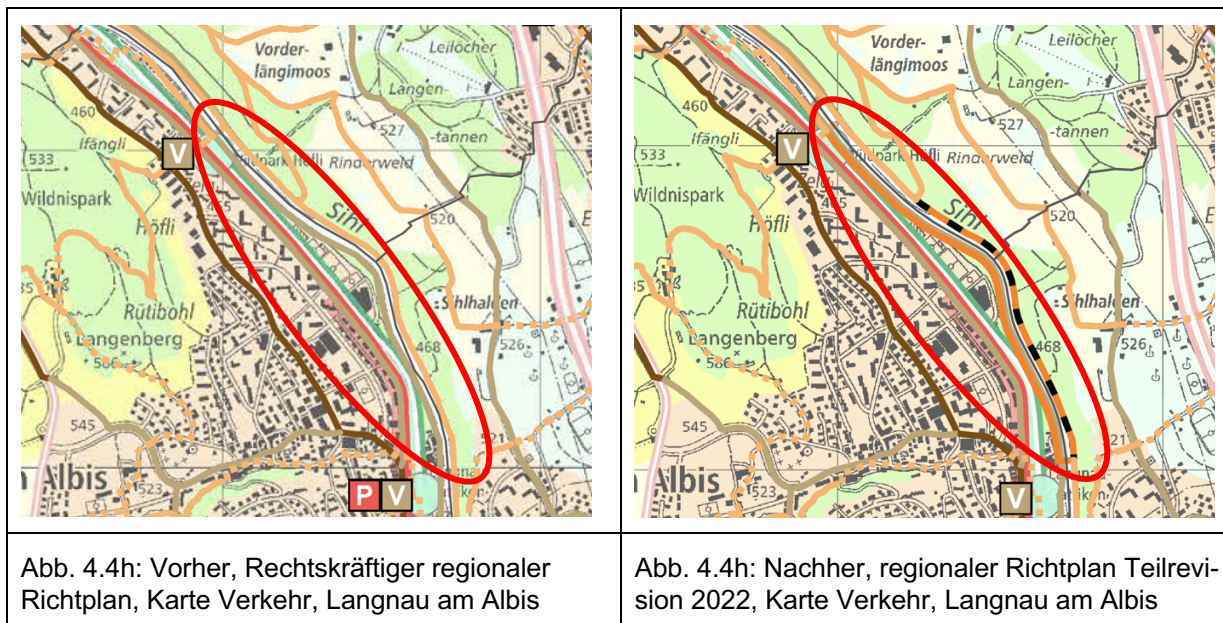 Vorder-
längimoos
Leilöcher
Langen-
-tannen
460
Ifängli
527
V
533
Wildnispark
Höfli
Rinderweld
Sihl
520
Rütibohl
Langenberg
Sihlhalden
468
526
545
Albis
523
P V
Vorder-
längimoos
Leilöcher
Langen-
-tannen
460
Ifängli
527
V
533
Wildnispark
Höfli
Rinderweld
Sihl
520
Rütibohl
Langenberg
Sihlhalden
468
526
545
Albis
523
V
Abb. 4.4h: Vorher, Rechtskräftiger regionaler
Richtplan, Karte Verkehr, Langnau am Albis
Abb. 4.4h: Nachher, regionaler Richtplan Teilrevi-
sion 2022, Karte Verkehr, Langnau am Albis